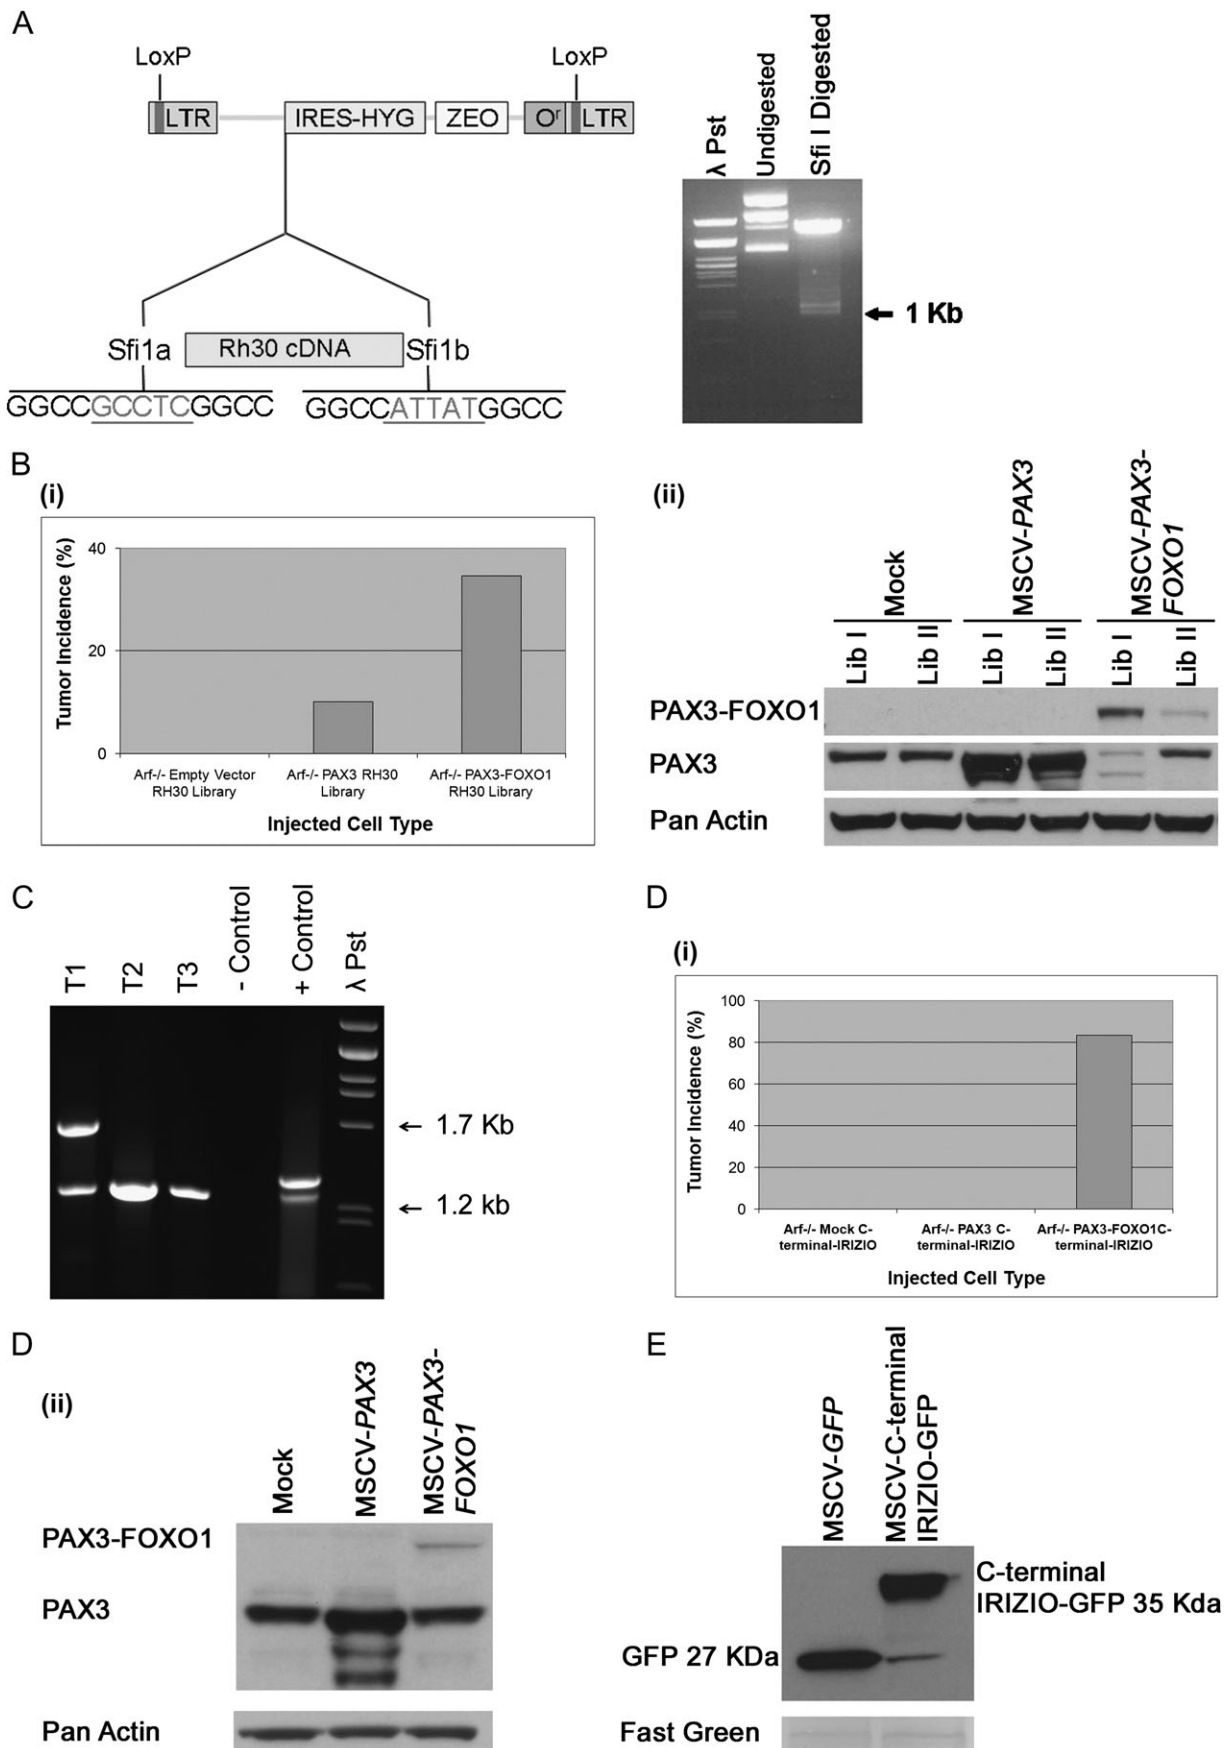 A
LoxP
LoxP
LTR
IRES-HYG
ZEO
Oʳ
LTR
Sfi1a
Rh30 cDNA
Sfi1b
GGCCGCCTCGGCC
GGCCATTATGGCC
λ Pst
Undigested
Sfi I Digested
1 Kb
B
(i)
Tumor Incidence (%)
40
20
0
Arf-/- Empty Vector
RH30 Library
Arf-/- PAX3 RH30
Library
Arf-/- PAX3-FOXO1
RH30 Library
Injected Cell Type
(ii)
Mock
MSCV-PAX3
MSCV-PAX3-
FOXO1
Lib I
Lib II
Lib I
Lib II
Lib I
Lib II
PAX3-FOXO1
PAX3
Pan Actin
C
T1
T2
T3
- Control
+ Control
λ Pst
1.7 Kb
1.2 kb
D
(i)
Tumor Incidence (%)
100
80
60
40
20
0
Arf-/- Mock C-
terminal-IRIZIO
Arf-/- PAX3 C-
terminal-IRIZIO
Arf-/- PAX3-FOXO1C-
terminal-IRIZIO
Injected Cell Type
D
(ii)
Mock
MSCV-PAX3
MSCV-PAX3-
FOXO1
PAX3-FOXO1
PAX3
Pan Actin
E
MSCV-GFP
MSCV-C-terminal
IRIZIO-GFP
C-terminal
IRIZIO-GFP 35 Kda
GFP 27 KDa
Fast Green